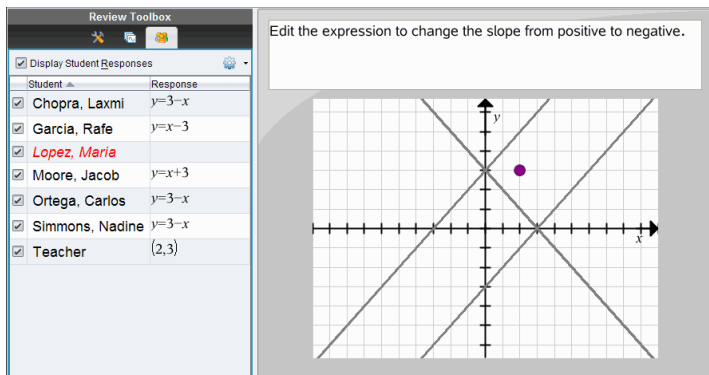 Review Toolbox
Display Student Responses
Student Response
Chopra, Laxmi y=3−x
Garcia, Rafe y=x−3
Lopez, Maria
Moore, Jacob y=x+3
Ortega, Carlos y=3−x
Simmons, Nadine y=3−x
Teacher (2,3)
Edit the expression to change the slope from positive to negative.
y
x